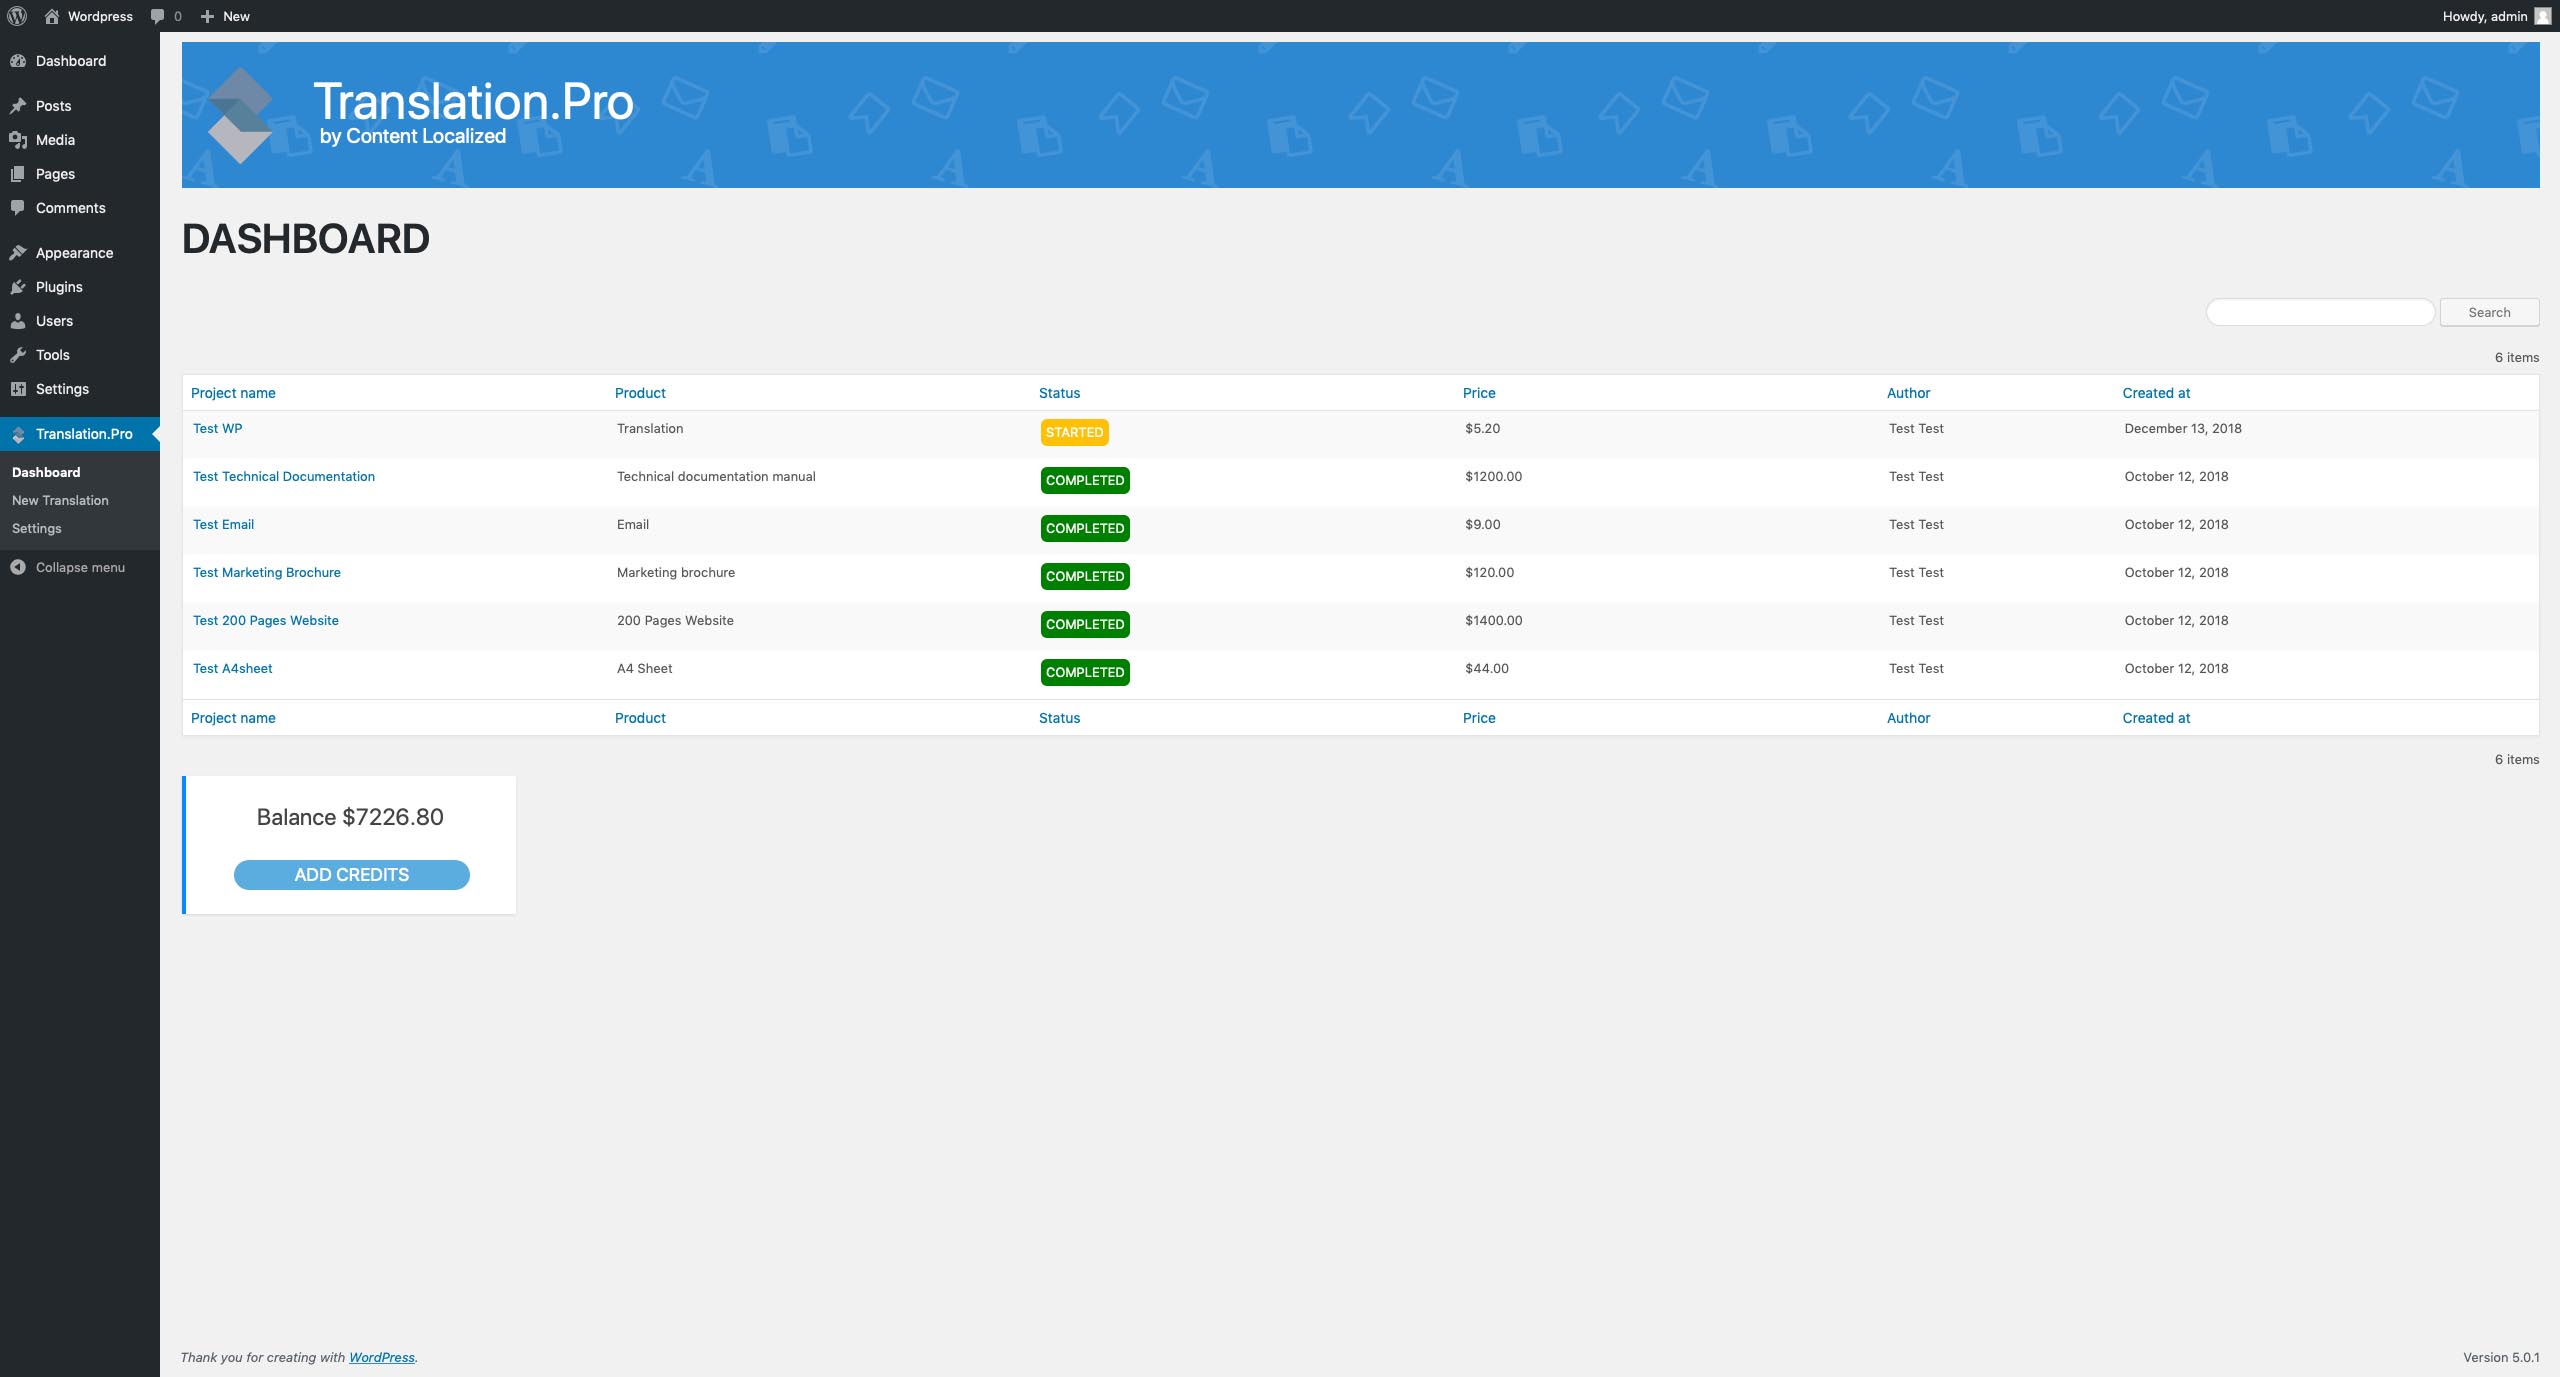 Wordpress 0 New Howdy, admin
Dashboard
Posts
Media
Pages
Comments
Appearance
Plugins
Users
Tools
Settings
Translation.Pro
Dashboard
New Translation
Settings
Collapse menu
Translation.Pro
by Content Localized
DASHBOARD
Search
6 items
Project name Product Status Price Author Created at
Test WP Translation STARTED $5.20 Test Test December 13, 2018
Test Technical Documentation Technical documentation manual COMPLETED $1200.00 Test Test October 12, 2018
Test Email Email COMPLETED $9.00 Test Test October 12, 2018
Test Marketing Brochure Marketing brochure COMPLETED $120.00 Test Test October 12, 2018
Test 200 Pages Website 200 Pages Website COMPLETED $1400.00 Test Test October 12, 2018
Test A4sheet A4 Sheet COMPLETED $44.00 Test Test October 12, 2018
Project name Product Status Price Author Created at
6 items
Balance $7226.80
ADD CREDITS
Thank you for creating with WordPress. Version 5.0.1